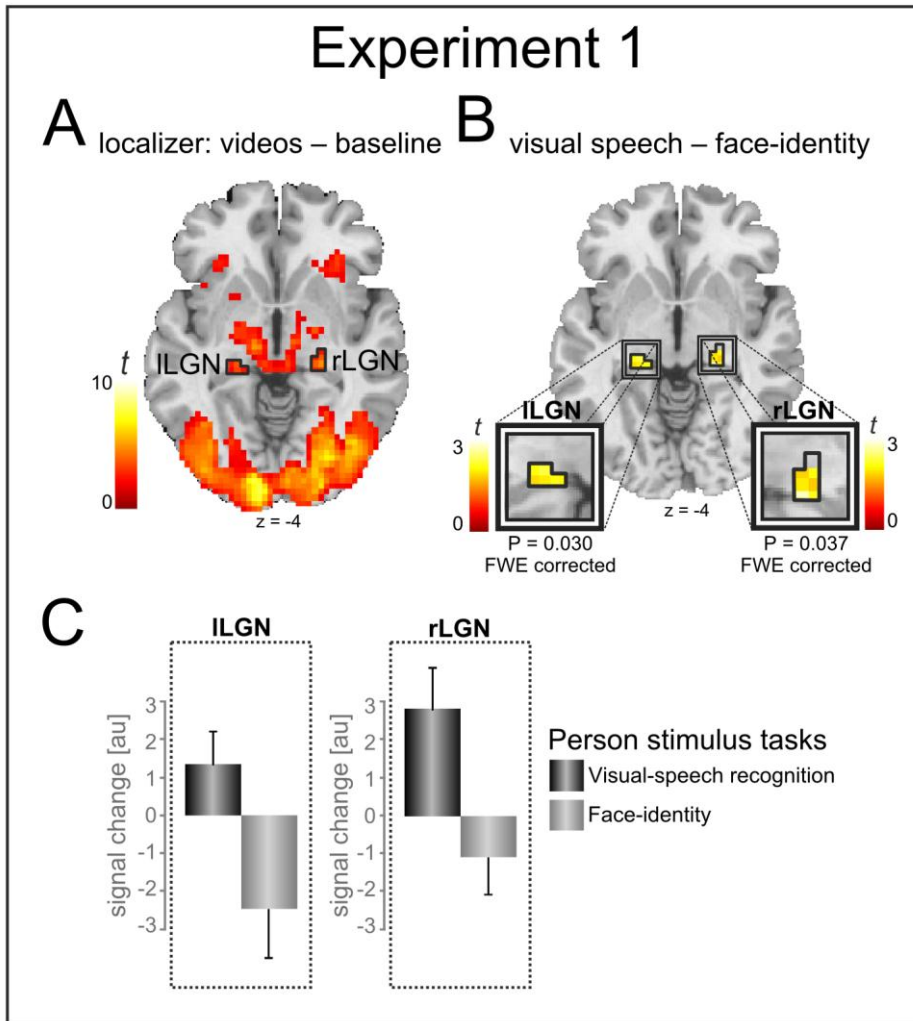 Experiment 1
A
localizer: videos – baseline
B
visual speech – face-identity
lLGN
rLGN
t
10
0
z = -4
lLGN
rLGN
t
3
0
t
3
0
z = -4
P = 0.030
FWE corrected
P = 0.037
FWE corrected
C
lLGN
rLGN
signal change [au]
3
2
1
0
-1
-2
-3
signal change [au]
3
2
1
0
-1
-2
-3
Person stimulus tasks
Visual-speech recognition
Face-identity